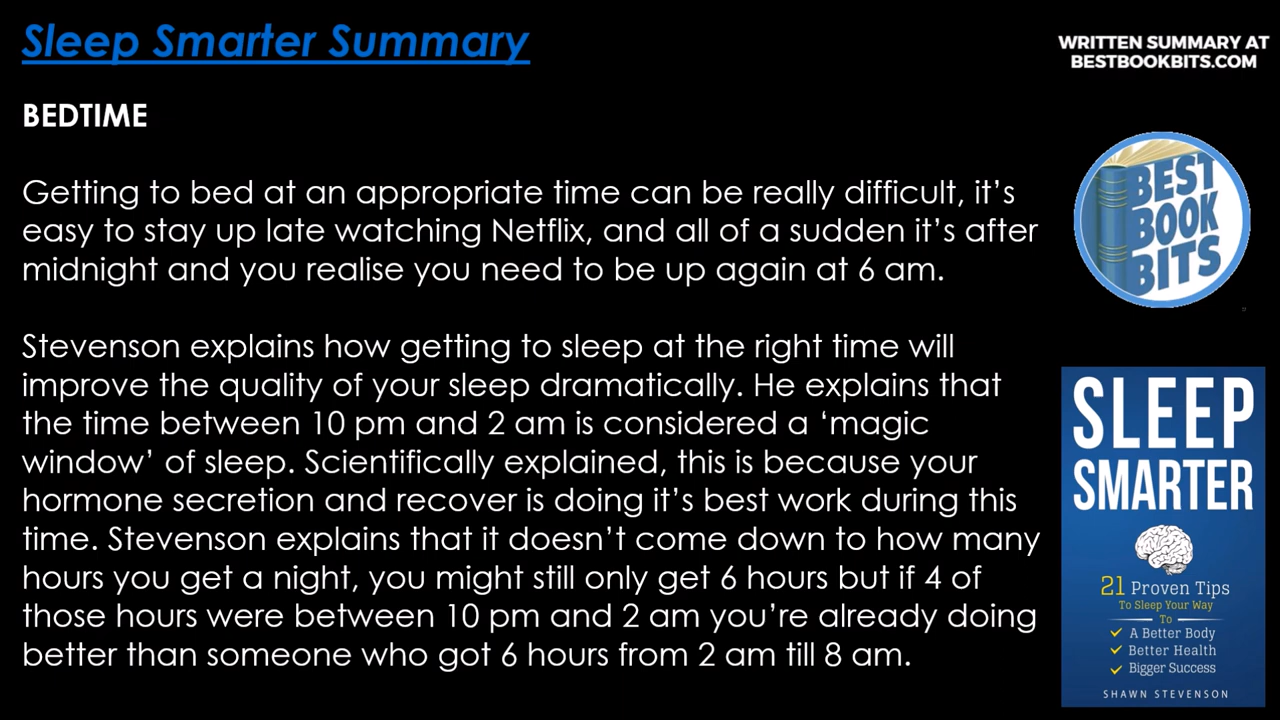 Sleep Smarter Summary
WRITTEN SUMMARY AT
BESTBOOKBITS.COM
BEDTIME
Getting to bed at an appropriate time can be really difficult, it’s
easy to stay up late watching Netflix, and all of a sudden it’s after
midnight and you realise you need to be up again at 6 am.
Stevenson explains how getting to sleep at the right time will
improve the quality of your sleep dramatically. He explains that
the time between 10 pm and 2 am is considered a ‘magic
window’ of sleep. Scientifically explained, this is because your
hormone secretion and recover is doing it’s best work during this
time. Stevenson explains that it doesn’t come down to how many
hours you get a night, you might still only get 6 hours but if 4 of
those hours were between 10 pm and 2 am you’re already doing
better than someone who got 6 hours from 2 am till 8 am.
BEST
BOOK
BITS
SLEEP
SMARTER
21 Proven Tips
To Sleep Your Way
To
A Better Body
Better Health
Bigger Success
SHAWN STEVENSON